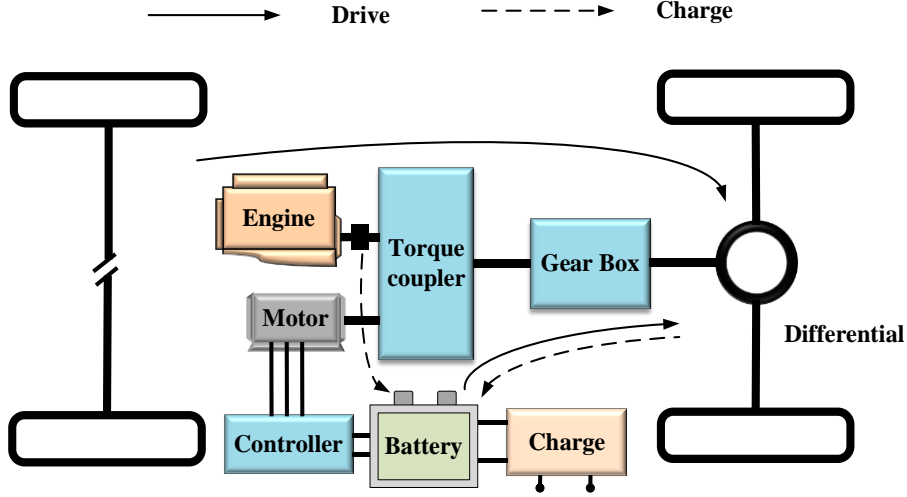 Drive
Charge
Engine
Torque
coupler
Gear Box
Motor
Differential
Controller
Battery
Charge